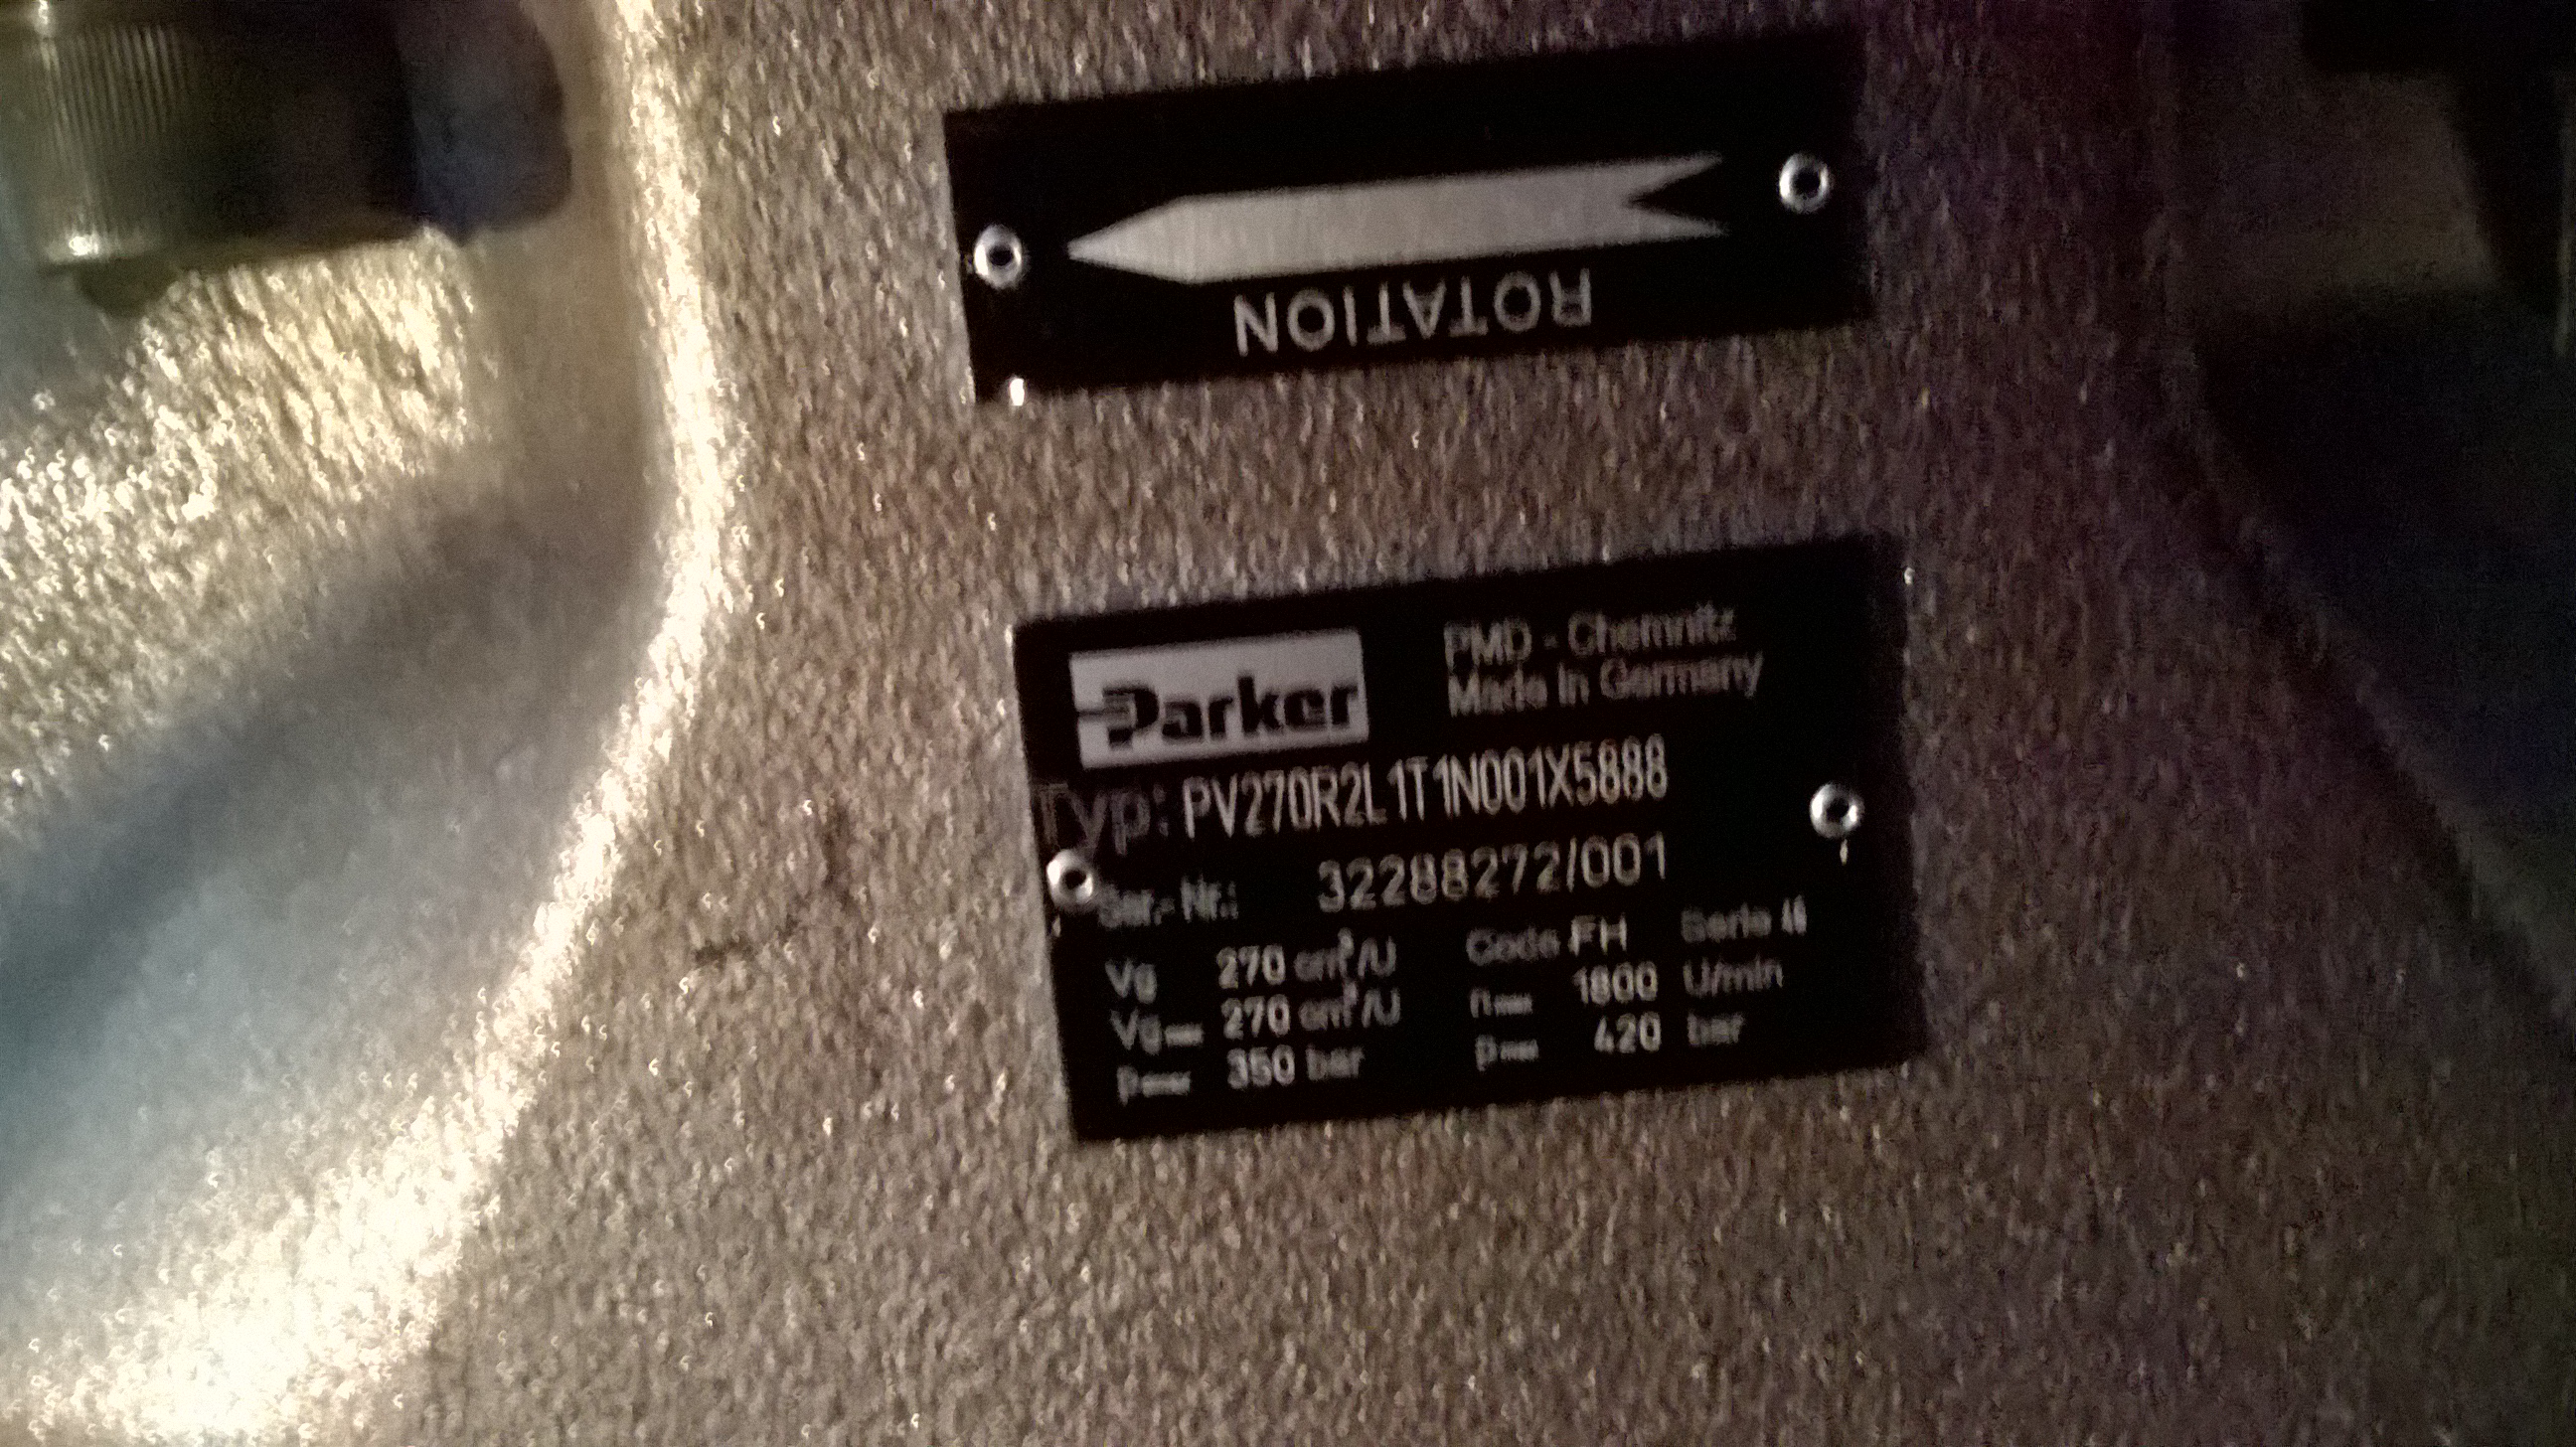 ROTATION
Parker
PMD - Chemnitz
Made in Germany
Typ: PV270R2L1T1N001X5888
Ser.- Nr.: 32288272/001
Vg 270 cm³/U Code FH Serie
Vg 270 cm³/U n 1800 U/min
p 350 bar p 420 bar